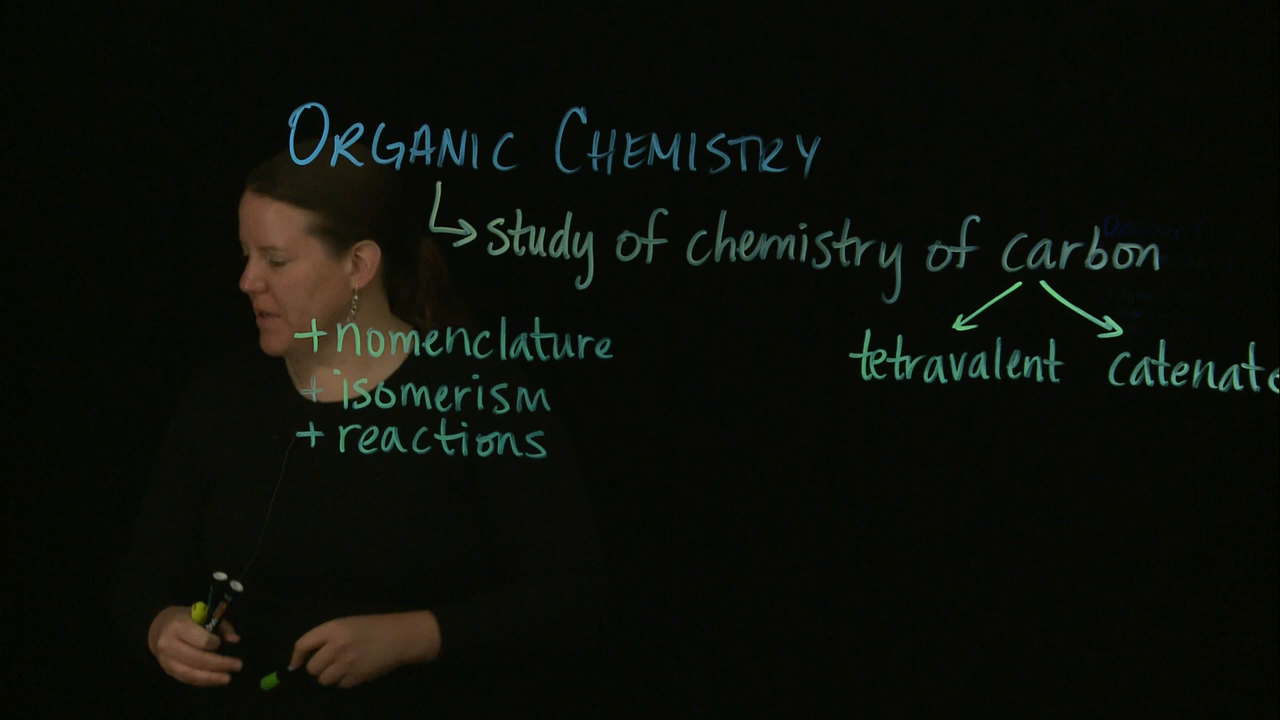 ORGANIC CHEMISTRY
study of chemistry of carbon
tetravalent catenate
+ nomenclature
+ isomerism
+ reactions